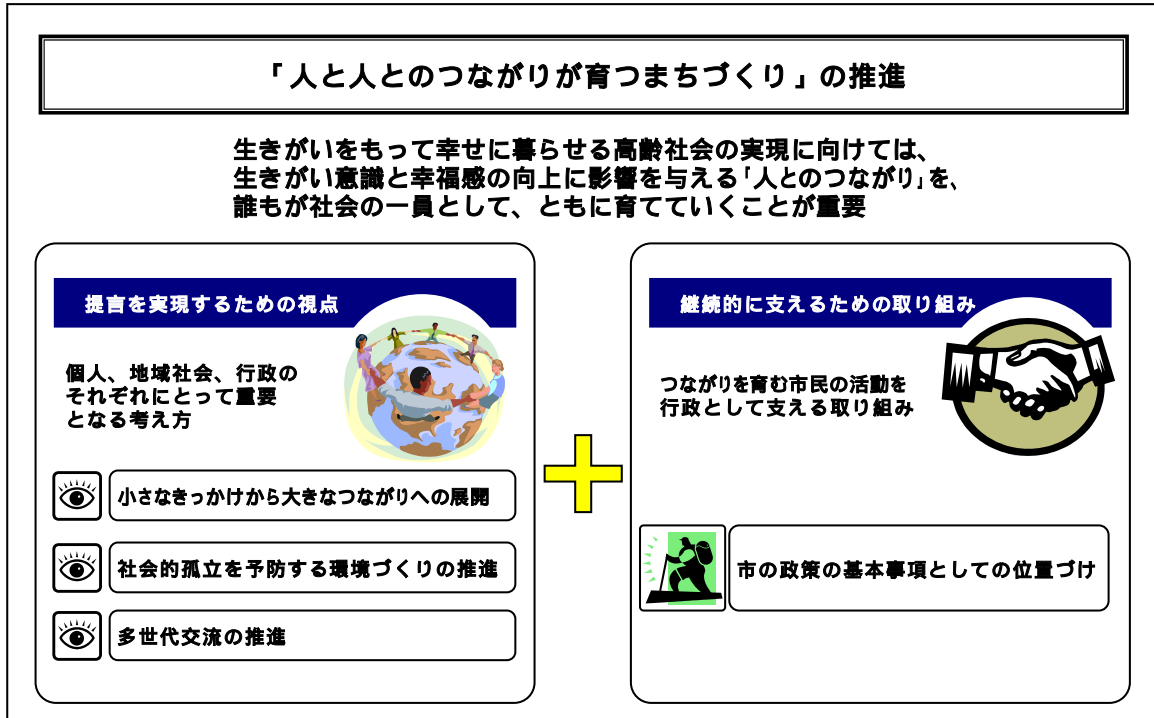 「人と人とのつながりが育つまちづくり」の推進
生きがいをもって幸せに暮らせる高齢社会の実現に向けては、
生きがい意識と幸福感の向上に影響を与える「人とのつながり」を、
誰もが社会の一員として、ともに育てていくことが重要
提言を実現するための視点
個人、地域社会、行政の
それぞれにとって重要
となる考え方
小さなきっかけから大きなつながりへの展開
社会的孤立を予防する環境づくりの推進
多世代交流の推進
継続的に支えるための取り組み
つながりを育む市民の活動を
行政として支える取り組み
市の政策の基本事項としての位置づけ